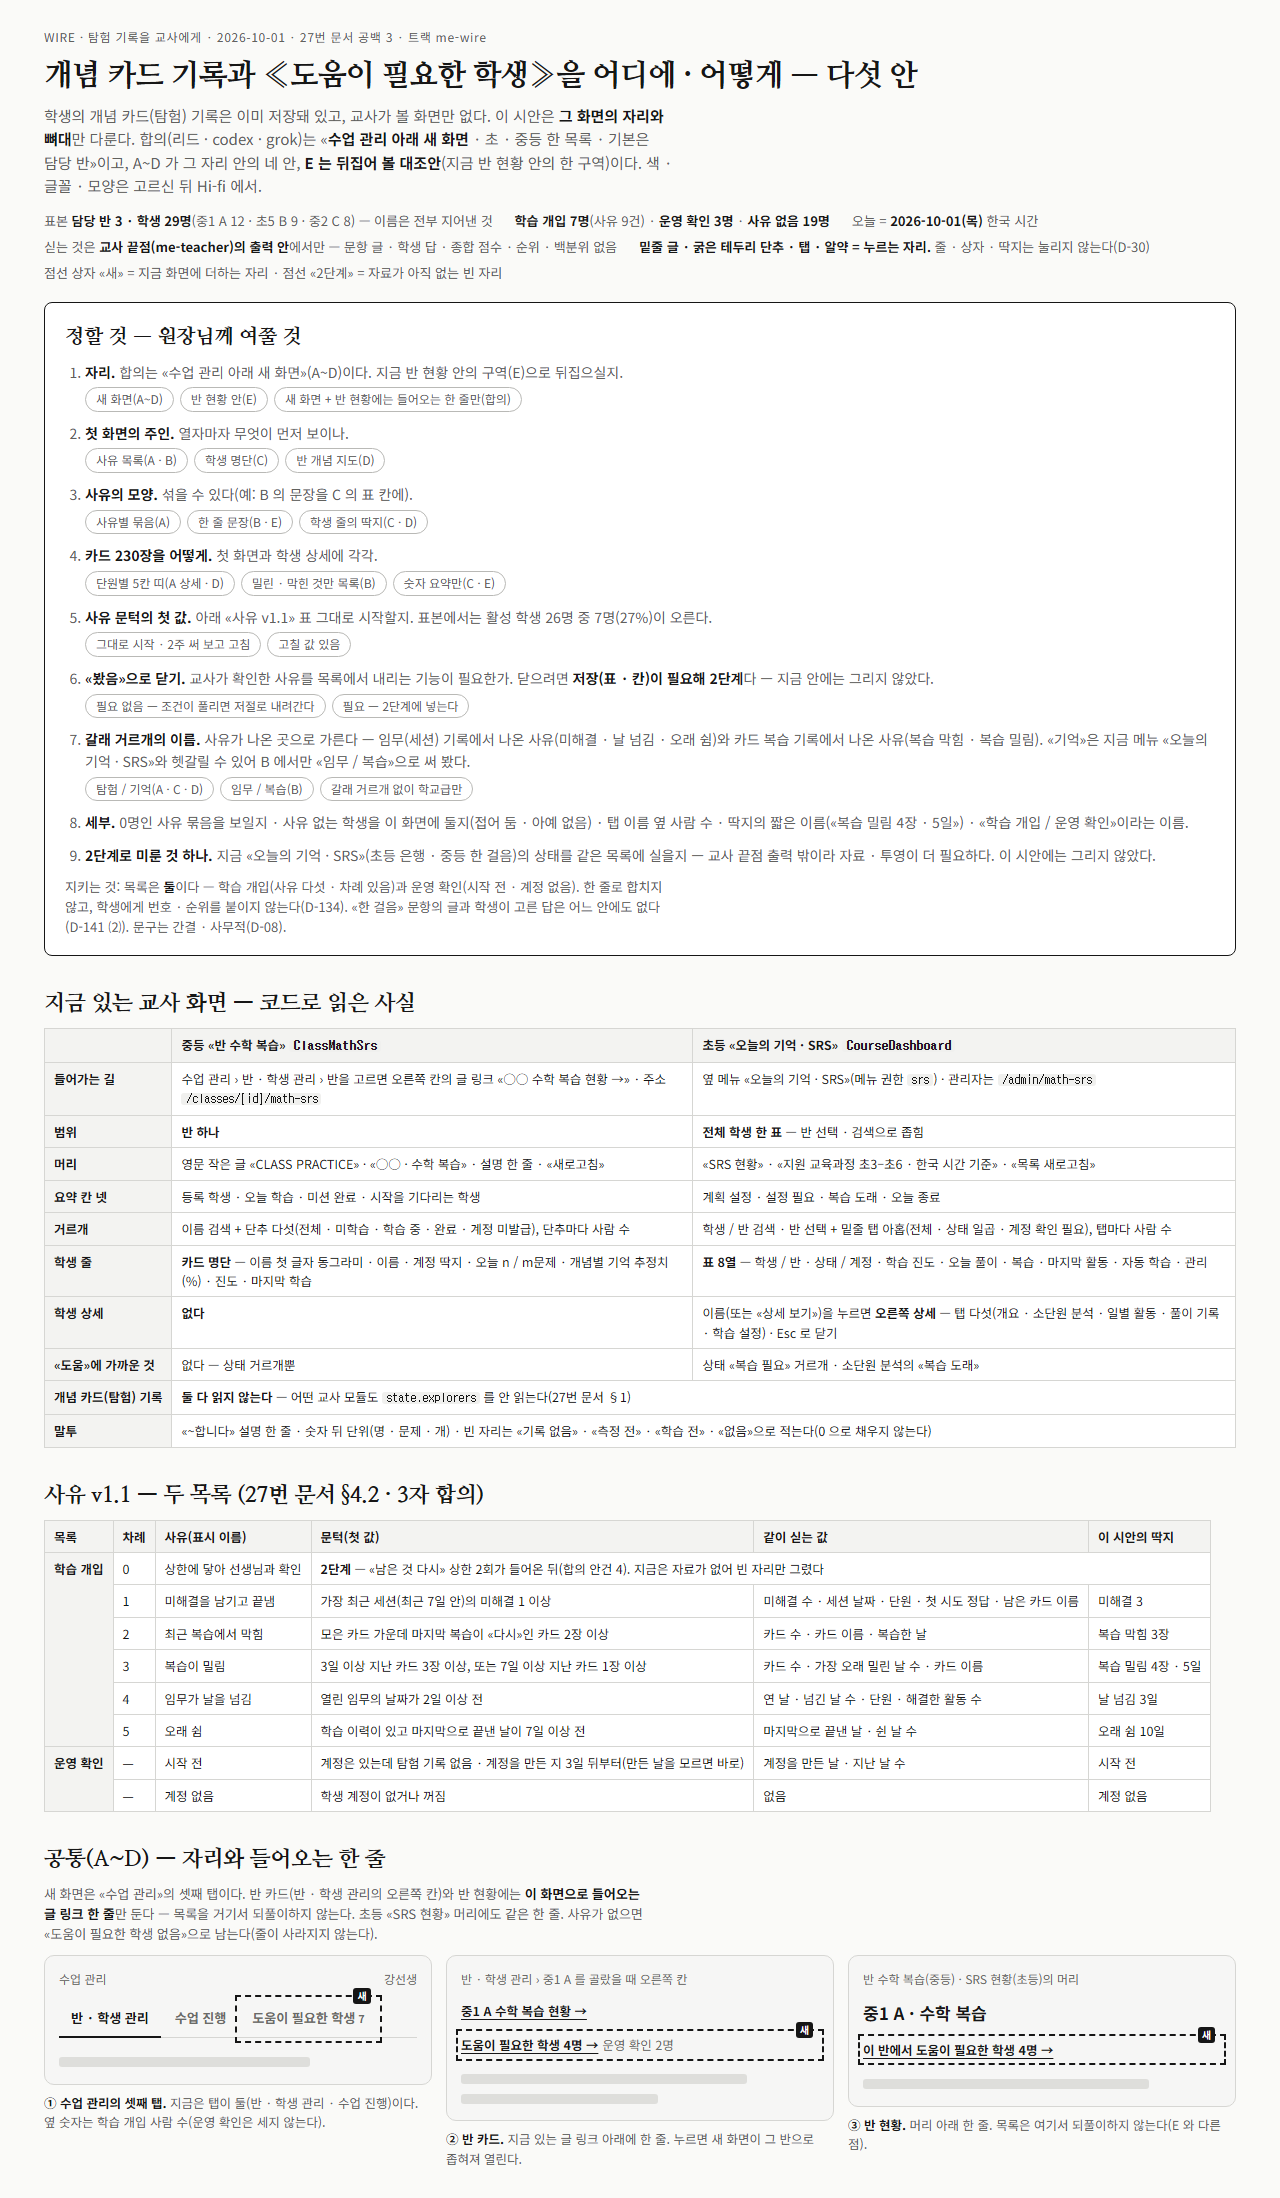 WIRE · 탐험 기록을 교사에게 · 2026-10-01 · 27번 문서 공백 3 · 트랙 me-wire
개념 카드 기록과 ≪도움이 필요한 학생≫을 어디에 · 어떻게 — 다섯 안
학생의 개념 카드(탐험) 기록은 이미 저장돼 있고, 교사가 볼 화면만 없다. 이 시안은 그 화면의 자리와
뼈대만 다룬다. 합의(리드 · codex · grok)는 «수업 관리 아래 새 화면 · 초 · 중등 한 목록 · 기본은
담당 반»이고, A~D 가 그 자리 안의 네 안, E 는 뒤집어 볼 대조안(지금 반 현황 안의 한 구역)이다. 색 ·
글꼴 · 모양은 고르신 뒤 Hi-fi 에서.
표본 담당 반 3 · 학생 29명(중1 A 12 · 초5 B 9 · 중2 C 8) — 이름은 전부 지어낸 것 학습 개입 7명(사유 9건) · 운영 확인 3명 · 사유 없음 19명 오늘 = 2026-10-01(목) 한국 시간
싣는 것은 교사 끝점(me-teacher)의 출력 안에서만 — 문항 글 · 학생 답 · 종합 점수 · 순위 · 백분위 없음 밑줄 글 · 굵은 테두리 단추 · 탭 · 알약 = 누르는 자리. 줄 · 상자 · 딱지는 눌리지 않는다(D-30)
점선 상자 «새» = 지금 화면에 더하는 자리 · 점선 «2단계» = 자료가 아직 없는 빈 자리
정할 것 — 원장님께 여쭐 것
1. 자리. 합의는 «수업 관리 아래 새 화면»(A~D)이다. 지금 반 현황 안의 구역(E)으로 뒤집으실지.
새 화면(A~D) 반 현황 안(E) 새 화면 + 반 현황에는 들어오는 한 줄만(합의)
2. 첫 화면의 주인. 열자마자 무엇이 먼저 보이나.
사유 목록(A · B) 학생 명단(C) 반 개념 지도(D)
3. 사유의 모양. 섞을 수 있다(예: B 의 문장을 C 의 표 칸에).
사유별 묶음(A) 한 줄 문장(B · E) 학생 줄의 딱지(C · D)
4. 카드 230장을 어떻게. 첫 화면과 학생 상세에 각각.
단원별 5칸 띠(A 상세 · D) 밀린 · 막힌 것만 목록(B) 숫자 요약만(C · E)
5. 사유 문턱의 첫 값. 아래 «사유 v1.1» 표 그대로 시작할지. 표본에서는 활성 학생 26명 중 7명(27%)이 오른다.
그대로 시작 · 2주 써 보고 고침 고칠 값 있음
6. «봤음»으로 닫기. 교사가 확인한 사유를 목록에서 내리는 기능이 필요한가. 닫으려면 저장(표 · 칸)이 필요해 2단계다 — 지금 안에는 그리지 않았다.
필요 없음 — 조건이 풀리면 저절로 내려간다 필요 — 2단계에 넣는다
7. 갈래 거르개의 이름. 사유가 나온 곳으로 가른다 — 임무(세션) 기록에서 나온 사유(미해결 · 날 넘김 · 오래 쉼)와 카드 복습 기록에서 나온 사유(복습 막힘 · 복습 밀림). «기억»은 지금 메뉴 «오늘의
기억 · SRS»와 헷갈릴 수 있어 B 에서만 «임무 / 복습»으로 써 봤다.
탐험 / 기억(A · C · D) 임무 / 복습(B) 갈래 거르개 없이 학교급만
8. 세부. 0명인 사유 묶음을 보일지 · 사유 없는 학생을 이 화면에 둘지(접어 둠 · 아예 없음) · 탭 이름 옆 사람 수 · 딱지의 짧은 이름(«복습 밀림 4장 · 5일») · «학습 개입 / 운영 확인»이라는 이름.
9. 2단계로 미룬 것 하나. 지금 «오늘의 기억 · SRS»(초등 은행 · 중등 한 걸음)의 상태를 같은 목록에 실을지 — 교사 끝점 출력 밖이라 자료 · 투영이 더 필요하다. 이 시안에는 그리지 않았다.
지키는 것: 목록은 둘이다 — 학습 개입(사유 다섯 · 차례 있음)과 운영 확인(시작 전 · 계정 없음). 한 줄로 합치지
않고, 학생에게 번호 · 순위를 붙이지 않는다(D-134). «한 걸음» 문항의 글과 학생이 고른 답은 어느 안에도 없다
(D-141 (2)). 문구는 간결 · 사무적(D-08).
지금 있는 교사 화면 — 코드로 읽은 사실
중등 «반 수학 복습» ClassMathSrs 초등 «오늘의 기억 · SRS» CourseDashboard
들어가는 길 수업 관리 › 반 · 학생 관리 › 반을 고르면 오른쪽 칸의 글 링크 «○○ 수학 복습 현황 →» · 주소 옆 메뉴 «오늘의 기억 · SRS»(메뉴 권한 srs ) · 관리자는 /admin/math-srs
/classes/[id]/math-srs
범위 반 하나 전체 학생 한 표 — 반 선택 · 검색으로 좁힘
머리 영문 작은 글 «CLASS PRACTICE» · «○○ · 수학 복습» · 설명 한 줄 · «새로고침» «SRS 현황» · «지원 교육과정 초3–초6 · 한국 시간 기준» · «목록 새로고침»
요약 칸 넷 등록 학생 · 오늘 학습 · 미션 완료 · 시작을 기다리는 학생 계획 설정 · 설정 필요 · 복습 도래 · 오늘 종료
거르개 이름 검색 + 단추 다섯(전체 · 미학습 · 학습 중 · 완료 · 계정 미발급), 단추마다 사람 수 학생 / 반 검색 · 반 선택 + 밑줄 탭 아홉(전체 · 상태 일곱 · 계정 확인 필요), 탭마다 사람 수
학생 줄 카드 명단 — 이름 첫 글자 동그라미 · 이름 · 계정 딱지 · 오늘 n / m문제 · 개념별 기억 추정치 표 8열 — 학생 / 반 · 상태 / 계정 · 학습 진도 · 오늘 풀이 · 복습 · 마지막 활동 · 자동 학습 · 관리
(%) · 진도 · 마지막 학습
학생 상세 없다 이름(또는 «상세 보기»)을 누르면 오른쪽 상세 — 탭 다섯(개요 · 소단원 분석 · 일별 활동 · 풀이 기록
· 학습 설정) · Esc 로 닫기
«도움»에 가까운 것 없다 — 상태 거르개뿐 상태 «복습 필요» 거르개 · 소단원 분석의 «복습 도래»
개념 카드(탐험) 기록 둘 다 읽지 않는다 — 어떤 교사 모듈도 state.explorers 를 안 읽는다(27번 문서 §1)
말투 «~합니다» 설명 한 줄 · 숫자 뒤 단위(명 · 문제 · 개) · 빈 자리는 «기록 없음» · «측정 전» · «학습 전» · «없음»으로 적는다(0 으로 채우지 않는다)
사유 v1.1 — 두 목록 (27번 문서 §4.2 · 3자 합의)
목록 차례 사유(표시 이름) 문턱(첫 값) 같이 싣는 값 이 시안의 딱지
학습 개입 0 상한에 닿아 선생님과 확인 2단계 — «남은 것 다시» 상한 2회가 들어온 뒤(합의 안건 4). 지금은 자료가 없어 빈 자리만 그렸다
1 미해결을 남기고 끝냄 가장 최근 세션(최근 7일 안)의 미해결 1 이상 미해결 수 · 세션 날짜 · 단원 · 첫 시도 정답 · 남은 카드 이름 미해결 3
2 최근 복습에서 막힘 모은 카드 가운데 마지막 복습이 «다시»인 카드 2장 이상 카드 수 · 카드 이름 · 복습한 날 복습 막힘 3장
3 복습이 밀림 3일 이상 지난 카드 3장 이상, 또는 7일 이상 지난 카드 1장 이상 카드 수 · 가장 오래 밀린 날 수 · 카드 이름 복습 밀림 4장 · 5일
4 임무가 날을 넘김 열린 임무의 날짜가 2일 이상 전 연 날 · 넘긴 날 수 · 단원 · 해결한 활동 수 날 넘김 3일
5 오래 쉼 학습 이력이 있고 마지막으로 끝낸 날이 7일 이상 전 마지막으로 끝낸 날 · 쉰 날 수 오래 쉼 10일
운영 확인 — 시작 전 계정은 있는데 탐험 기록 없음 · 계정을 만든 지 3일 뒤부터(만든 날을 모르면 바로) 계정을 만든 날 · 지난 날 수 시작 전
— 계정 없음 학생 계정이 없거나 꺼짐 없음 계정 없음
공통(A~D) — 자리와 들어오는 한 줄
새 화면은 «수업 관리»의 셋째 탭이다. 반 카드(반 · 학생 관리의 오른쪽 칸)와 반 현황에는 이 화면으로 들어오는
글 링크 한 줄만 둔다 — 목록을 거기서 되풀이하지 않는다. 초등 «SRS 현황» 머리에도 같은 한 줄. 사유가 없으면
«도움이 필요한 학생 없음»으로 남는다(줄이 사라지지 않는다).
수업 관리 강선생
새
반 · 학생 관리 수업 진행 도움이 필요한 학생 7
① 수업 관리의 셋째 탭. 지금은 탭이 둘(반 · 학생 관리 · 수업 진행)이다.
옆 숫자는 학습 개입 사람 수(운영 확인은 세지 않는다).
반 · 학생 관리 › 중1 A 를 골랐을 때 오른쪽 칸
중1 A 수학 복습 현황 →
새
도움이 필요한 학생 4명 → 운영 확인 2명
② 반 카드. 지금 있는 글 링크 아래에 한 줄. 누르면 새 화면이 그 반으로
좁혀져 열린다.
반 수학 복습(중등) · SRS 현황(초등)의 머리
중1 A · 수학 복습
새
이 반에서 도움이 필요한 학생 4명 →
③ 반 현황. 머리 아래 한 줄. 목록은 여기서 되풀이하지 않는다(E 와 다른
점).